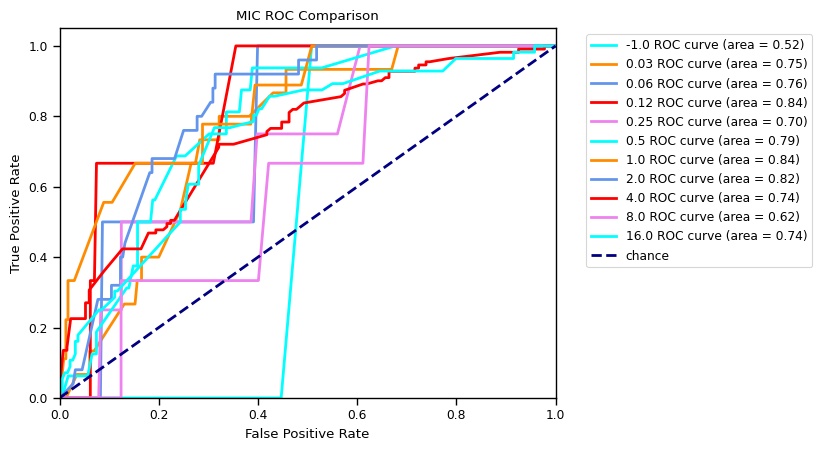 MIC ROC Comparison
1.0
0.8
0.6
0.4
0.2
0.0
True Positive Rate
0.0 0.2 0.4 0.6 0.8 1.0
False Positive Rate
-1.0 ROC curve (area = 0.52)
0.03 ROC curve (area = 0.75)
0.06 ROC curve (area = 0.76)
0.12 ROC curve (area = 0.84)
0.25 ROC curve (area = 0.70)
0.5 ROC curve (area = 0.79)
1.0 ROC curve (area = 0.84)
2.0 ROC curve (area = 0.82)
4.0 ROC curve (area = 0.74)
8.0 ROC curve (area = 0.62)
16.0 ROC curve (area = 0.74)
chance